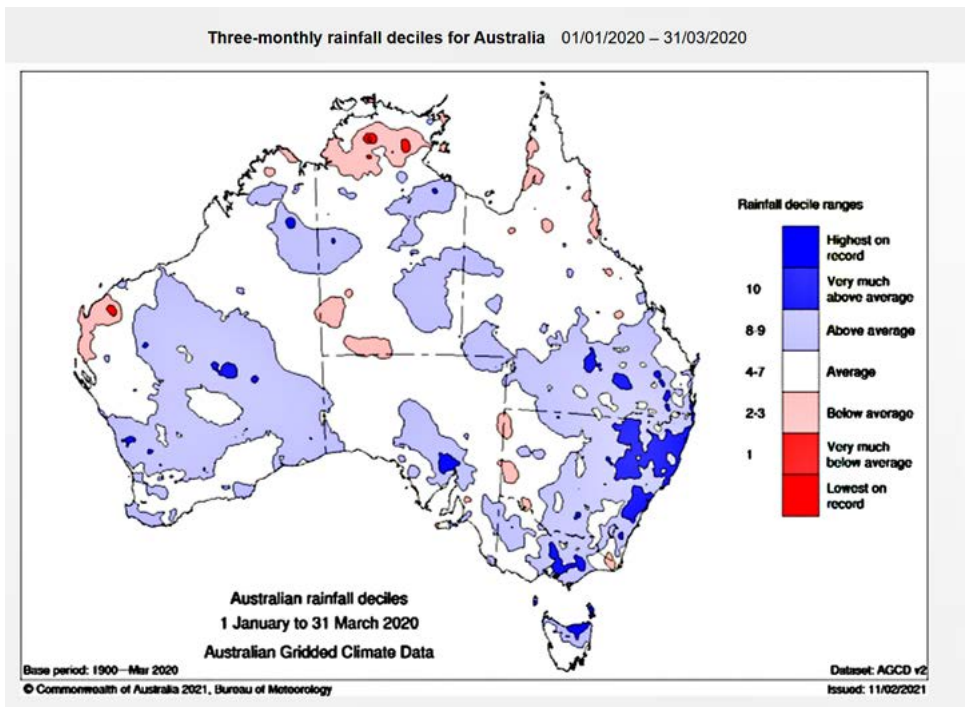 Three-monthly rainfall deciles for Australia 01/01/2020 – 31/03/2020
Rainfall decile ranges
Highest on
record
10 Very much
above average
8-9 Above average
4-7 Average
2-3 Below average
1 Very much
below average
Lowest on
record
Australian rainfall deciles
1 January to 31 March 2020
Australian Gridded Climate Data
Base period: 1900—Mar 2020 Dataset: AGCD v2
© Commonwealth of Australia 2021, Bureau of Meteorology Issued: 11/02/2021